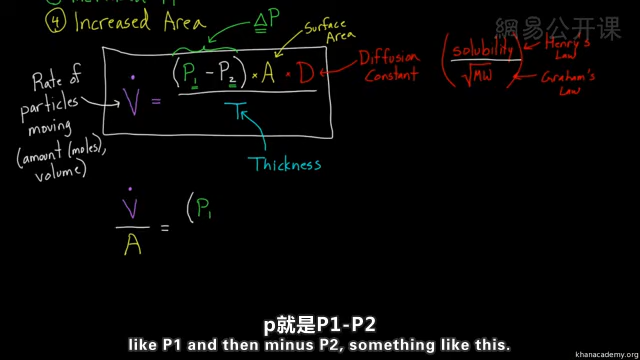 網易公开课
④ Increased Area
ΔP
Surface
Area
Rate of
particles
moving
(amount (moles),
volume)
V̇ = (P₁ - P₂) * A * D
T
Thickness
Diffusion
Constant
(solubility
√MW)
Henry's
Law
Graham's
Law
V̇
A
= (P₁
p就是P1-P2
like P1 and then minus P2, something like this.
khanacademy.org